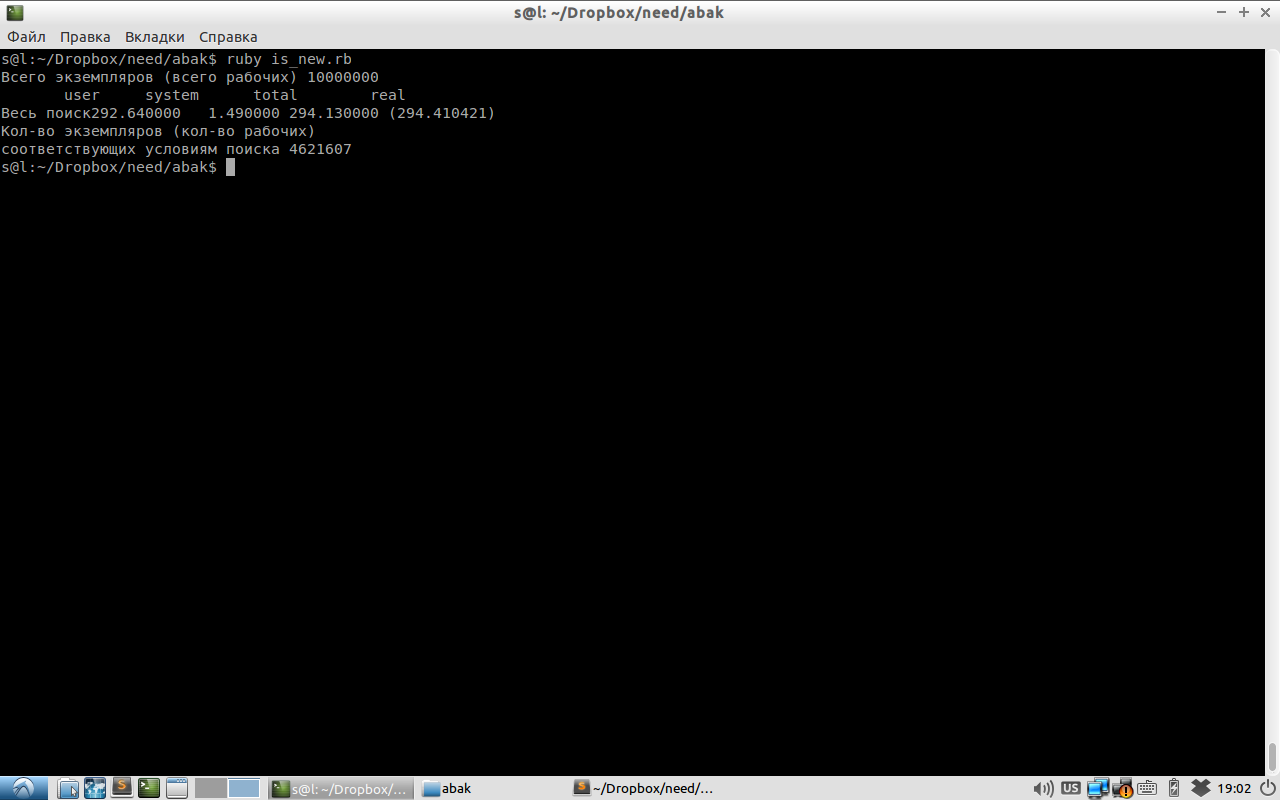 s@l: ~/Dropbox/need/abak
Файл Правка Вкладки Справка
s@l:~/Dropbox/need/abak$ ruby is_new.rb
Всего экземпляров (всего рабочих) 10000000
user system total real
Весь поиск292.640000 1.490000 294.130000 (294.410421)
Кол-во экземпляров (кол-во рабочих)
соответствующих условиям поиска 4621607
s@l:~/Dropbox/need/abak$
s@l: ~/Dropbox/... abak ~/Dropbox/need/... US 19:02